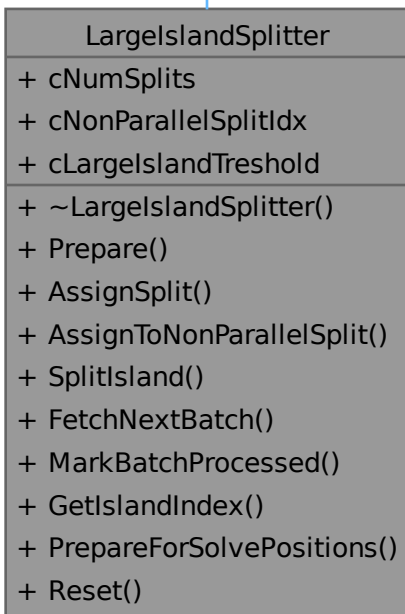 LargeIslandSplitter
+ cNumSplits
+ cNonParallelSplitIdx
+ cLargeIslandTreshold
+ ~LargeIslandSplitter()
+ Prepare()
+ AssignSplit()
+ AssignToNonParallelSplit()
+ SplitIsland()
+ FetchNextBatch()
+ MarkBatchProcessed()
+ GetIslandIndex()
+ PrepareForSolvePositions()
+ Reset()